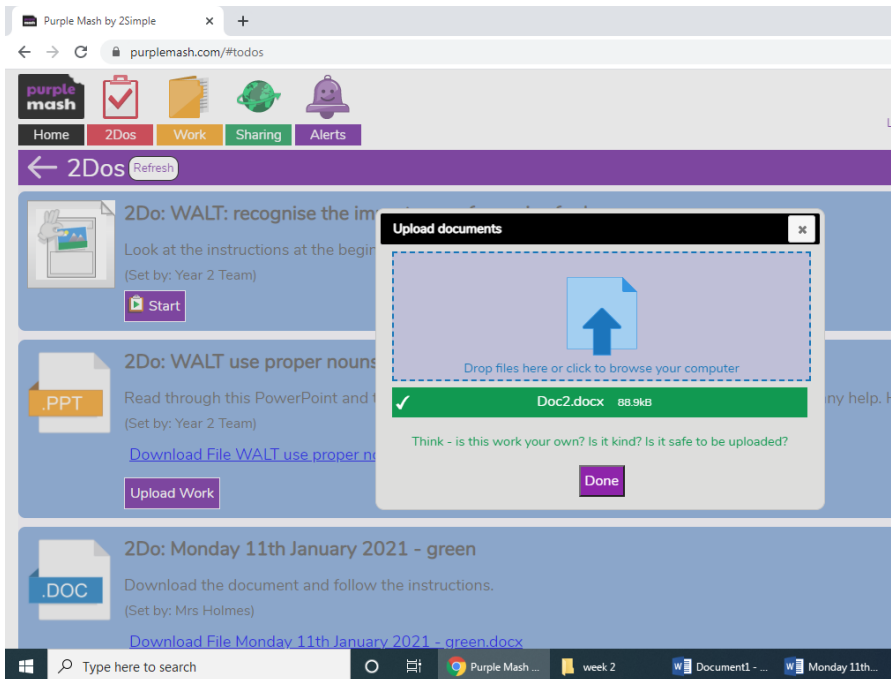 Purple Mash by 2Simple
purplemash.com/#todos
purple
mash
Home 2Dos Work Sharing Alerts
2Dos Refresh
2Do: WALT: recognise the im
Look at the instructions at the begin
(Set by: Year 2 Team)
Start
Upload documents
Drop files here or click to browse your computer
Doc2.docx 88.9kB
Think - is this work your own? Is it kind? Is it safe to be uploaded?
Done
.PPT
2Do: WALT use proper nouns
Read through this PowerPoint and t
ny help. H
(Set by: Year 2 Team)
Download File WALT use proper no
Upload Work
.DOC
2Do: Monday 11th January 2021 - green
Download the document and follow the instructions.
(Set by: Mrs Holmes)
Download File Monday 11th January 2021 - green.docx
Type here to search
Purple Mash ... week 2 Document1 - ... Monday 11th...